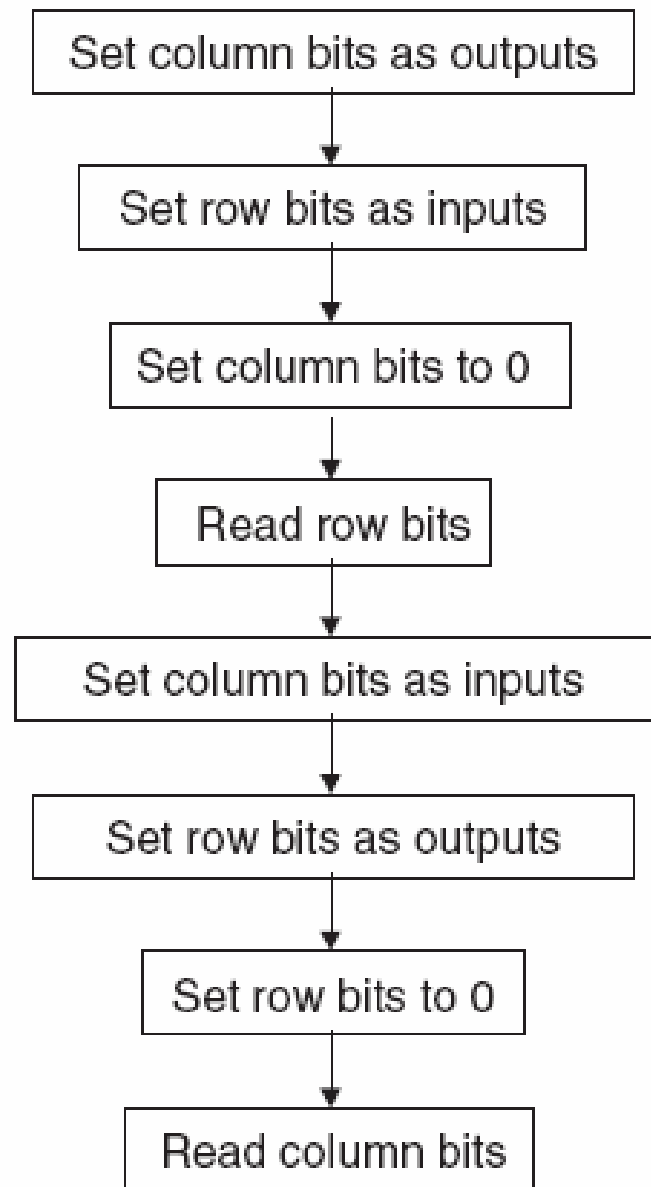 Set column bits as outputs
Set row bits as inputs
Set column bits to 0
Read row bits
Set column bits as inputs
Set row bits as outputs
Set row bits to 0
Read column bits